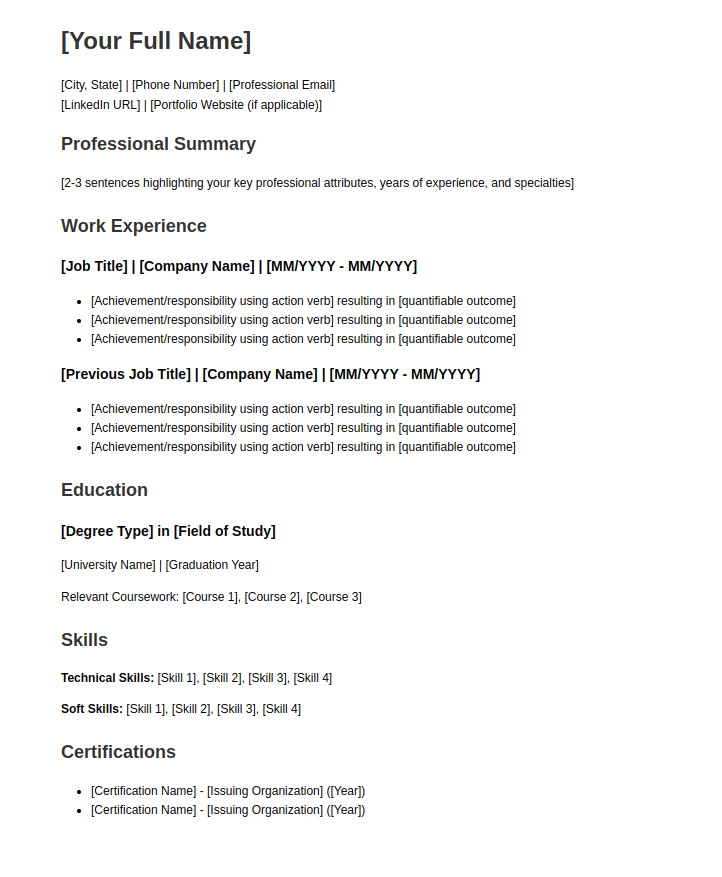 [Your Full Name]
[City, State] | [Phone Number] | [Professional Email]
[LinkedIn URL] | [Portfolio Website (if applicable)]
Professional Summary
[2-3 sentences highlighting your key professional attributes, years of experience, and specialties]
Work Experience
[Job Title] | [Company Name] | [MM/YYYY - MM/YYYY]
• [Achievement/responsibility using action verb] resulting in [quantifiable outcome]
• [Achievement/responsibility using action verb] resulting in [quantifiable outcome]
• [Achievement/responsibility using action verb] resulting in [quantifiable outcome]
[Previous Job Title] | [Company Name] | [MM/YYYY - MM/YYYY]
• [Achievement/responsibility using action verb] resulting in [quantifiable outcome]
• [Achievement/responsibility using action verb] resulting in [quantifiable outcome]
• [Achievement/responsibility using action verb] resulting in [quantifiable outcome]
Education
[Degree Type] in [Field of Study]
[University Name] | [Graduation Year]
Relevant Coursework: [Course 1], [Course 2], [Course 3]
Skills
Technical Skills: [Skill 1], [Skill 2], [Skill 3], [Skill 4]
Soft Skills: [Skill 1], [Skill 2], [Skill 3], [Skill 4]
Certifications
• [Certification Name] - [Issuing Organization] ([Year])
• [Certification Name] - [Issuing Organization] ([Year])